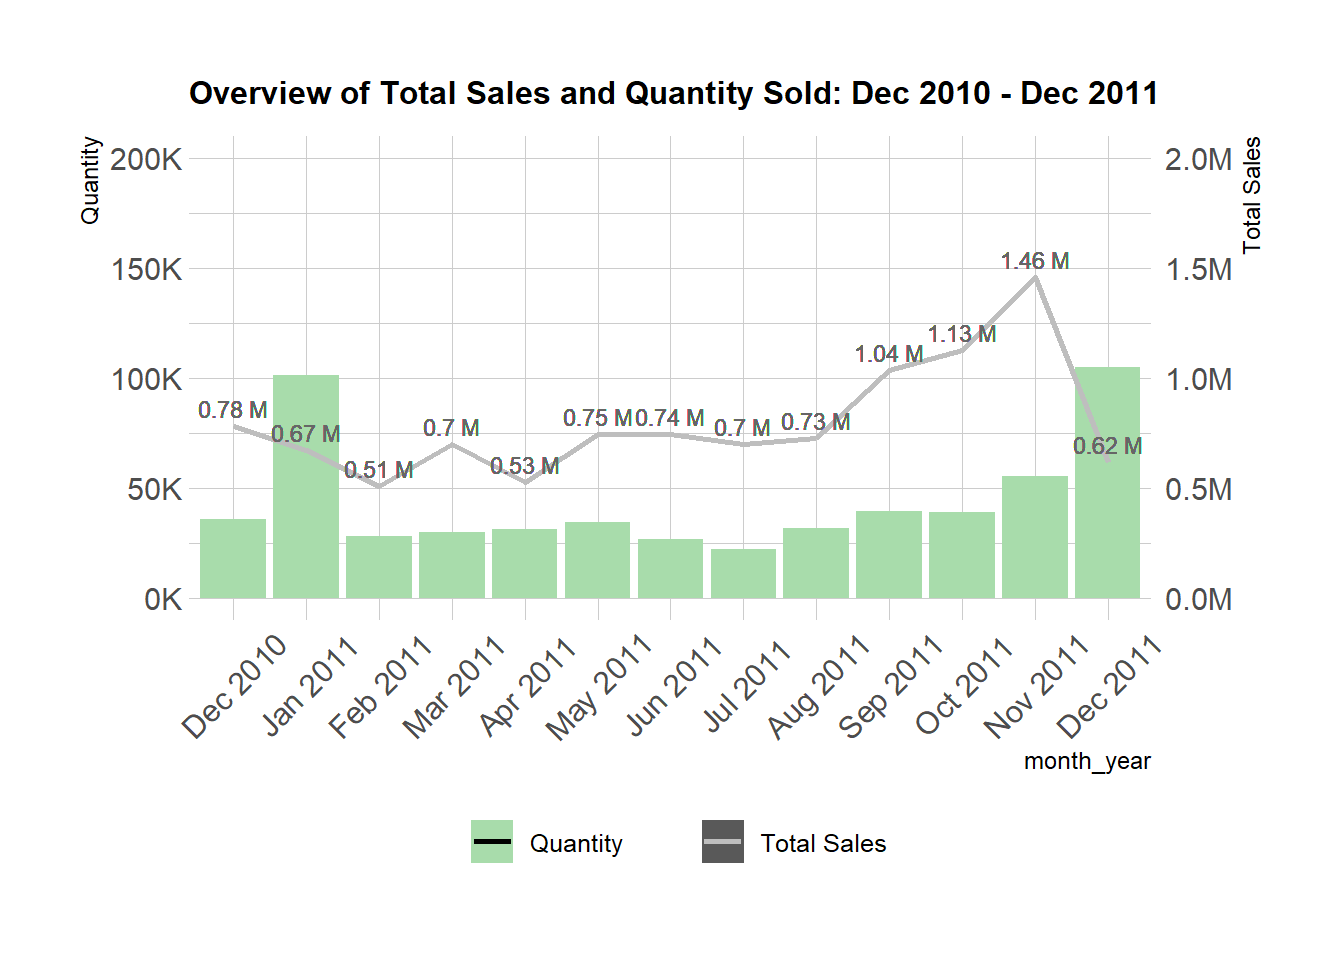 Overview of Total Sales and Quantity Sold: Dec 2010 - Dec 2011
Quantity
Total Sales
200K
150K
100K
50K
0K
2.0M
1.5M
1.0M
0.5M
0.0M
0.78 M
0.67 M
0.51 M
0.7 M
0.53 M
0.75 M
0.74 M
0.7 M
0.73 M
1.04 M
1.13 M
1.46 M
0.62 M
Dec 2010
Jan 2011
Feb 2011
Mar 2011
Apr 2011
May 2011
Jun 2011
Jul 2011
Aug 2011
Sep 2011
Oct 2011
Nov 2011
Dec 2011
month_year
Quantity
Total Sales